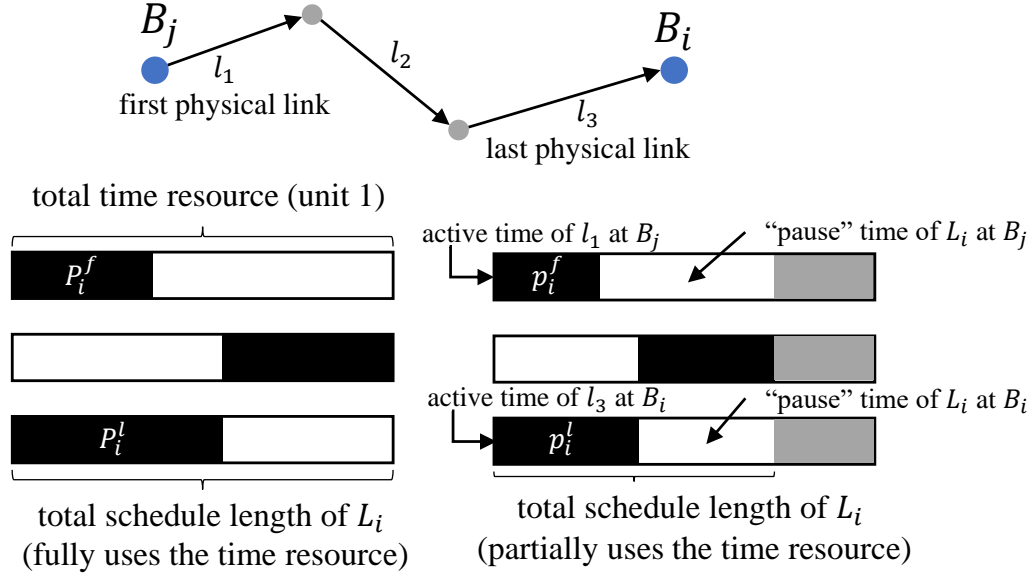 $B_j$
$B_i$
$l_1$
$l_2$
$l_3$
first physical link
last physical link
total time resource (unit 1)
$P_i^f$
$P_i^l$
total schedule length of $L_i$
(fully uses the time resource)
active time of $l_1$ at $B_j$
“pause” time of $L_i$ at $B_j$
$p_i^f$
active time of $l_3$ at $B_i$
“pause” time of $L_i$ at $B_i$
$p_i^l$
total schedule length of $L_i$
(partially uses the time resource)